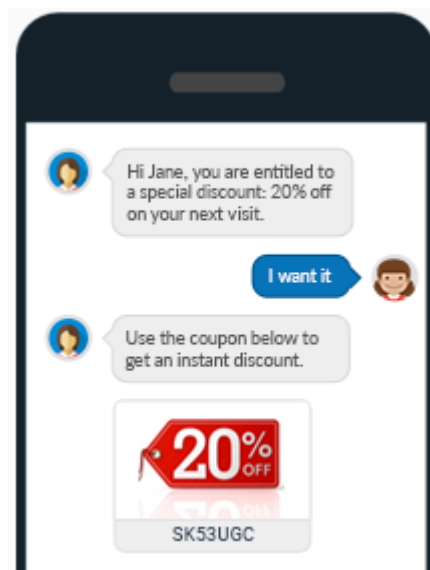 Hi Jane, you are entitled to
a special discount: 20% off
on your next visit.
I want it
Use the coupon below to
get an instant discount.
20%
OFF
SK53UGC